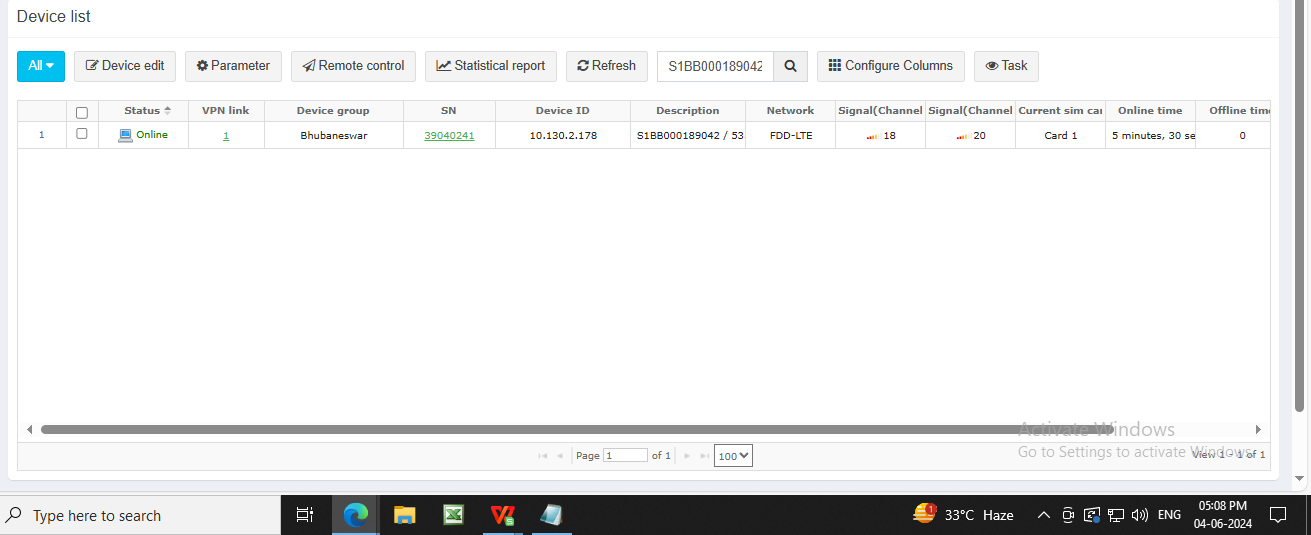 Device list
All Device edit Parameter Remote control Statistical report Refresh S1BB000189042 Configure Columns Task
Status VPN link Device group SN Device ID Description Network Signal(Channel Signal(Channel Current sim car Online time Offline time
1 Online 1 Bhubaneswar 39040241 10.130.2.178 S1BB000189042 / 53 FDD-LTE 18 20 Card 1 5 minutes, 30 se 0
Activate Windows
Go to Settings to activate Windows.
Page 1 of 1 100 View 1 - 1 of 1
Type here to search 1 33°C Haze ENG 05:08 PM
04-06-2024